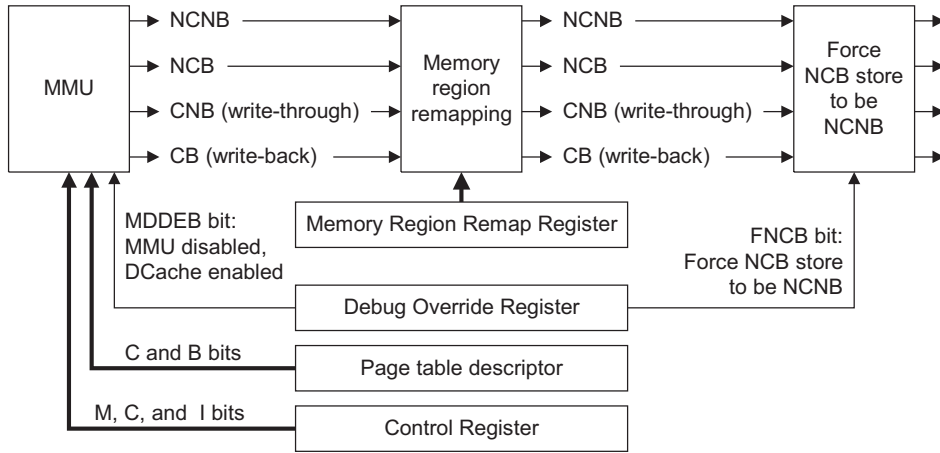 NCNB
NCB
CNB (write-through)
CB (write-back)
MMU
Memory
region
remapping
NCNB
NCB
CNB (write-through)
CB (write-back)
Force
NCB store
to be
NCNB
MDDEB bit:
MMU disabled,
DCache enabled
Memory Region Remap Register
FNCB bit:
Force NCB store
to be NCNB
Debug Override Register
C and B bits
Page table descriptor
M, C, and I bits
Control Register